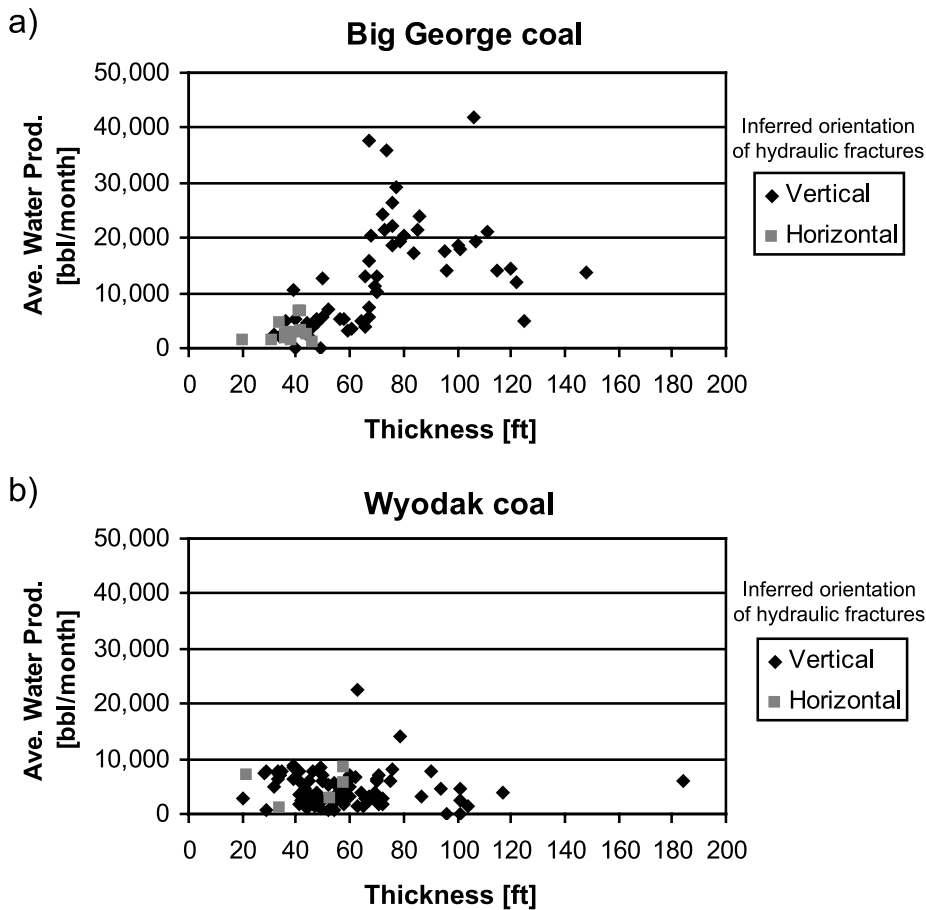 a)
Big George coal
50,000
40,000
30,000
20,000
10,000
0
Ave. Water Prod.
[bbl/month]
0 20 40 60 80 100 120 140 160 180 200
Thickness [ft]
Inferred orientation
of hydraulic fractures
Vertical
Horizontal
b)
Wyodak coal
50,000
40,000
30,000
20,000
10,000
0
Ave. Water Prod.
[bbl/month]
0 20 40 60 80 100 120 140 160 180 200
Thickness [ft]
Inferred orientation
of hydraulic fractures
Vertical
Horizontal